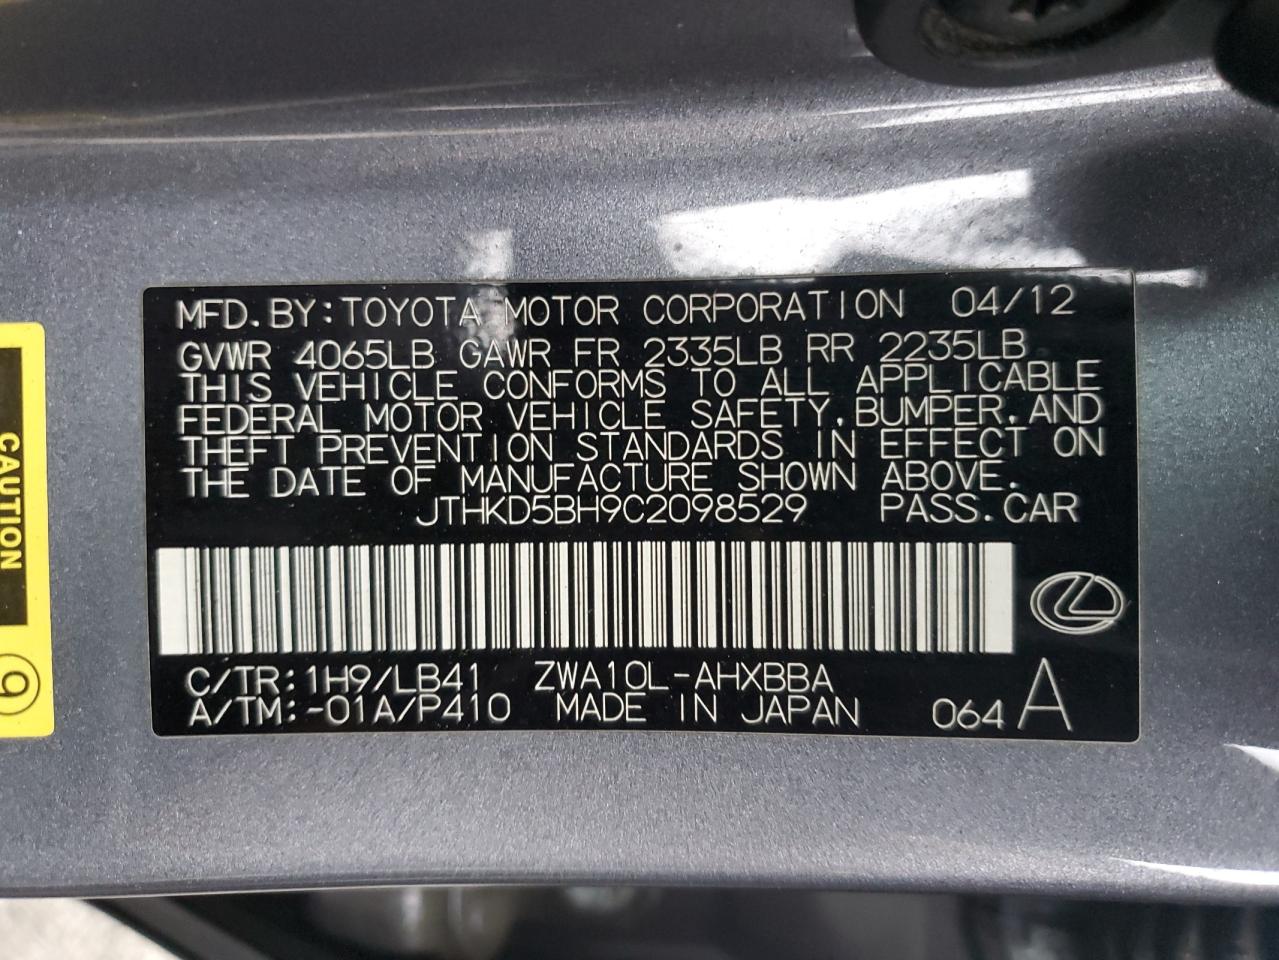 MFD.BY:TOYOTA MOTOR CORPORATION 04/12
GVWR 4065LB GAWR FR 2335LB RR 2235LB
THIS VEHICLE CONFORMS TO ALL APPLICABLE
FEDERAL MOTOR VEHICLE SAFETY,BUMPER,AND
THEFT PREVENTION STANDARDS IN EFFECT ON
THE DATE OF MANUFACTURE SHOWN ABOVE.
JTHKD5BH9C2098529 PASS.CAR
C/TR:1H9/LB41 ZWA10L-AHXBBA
A/TM:-01A/P410 MADE IN JAPAN 064 A
CAUTION
9